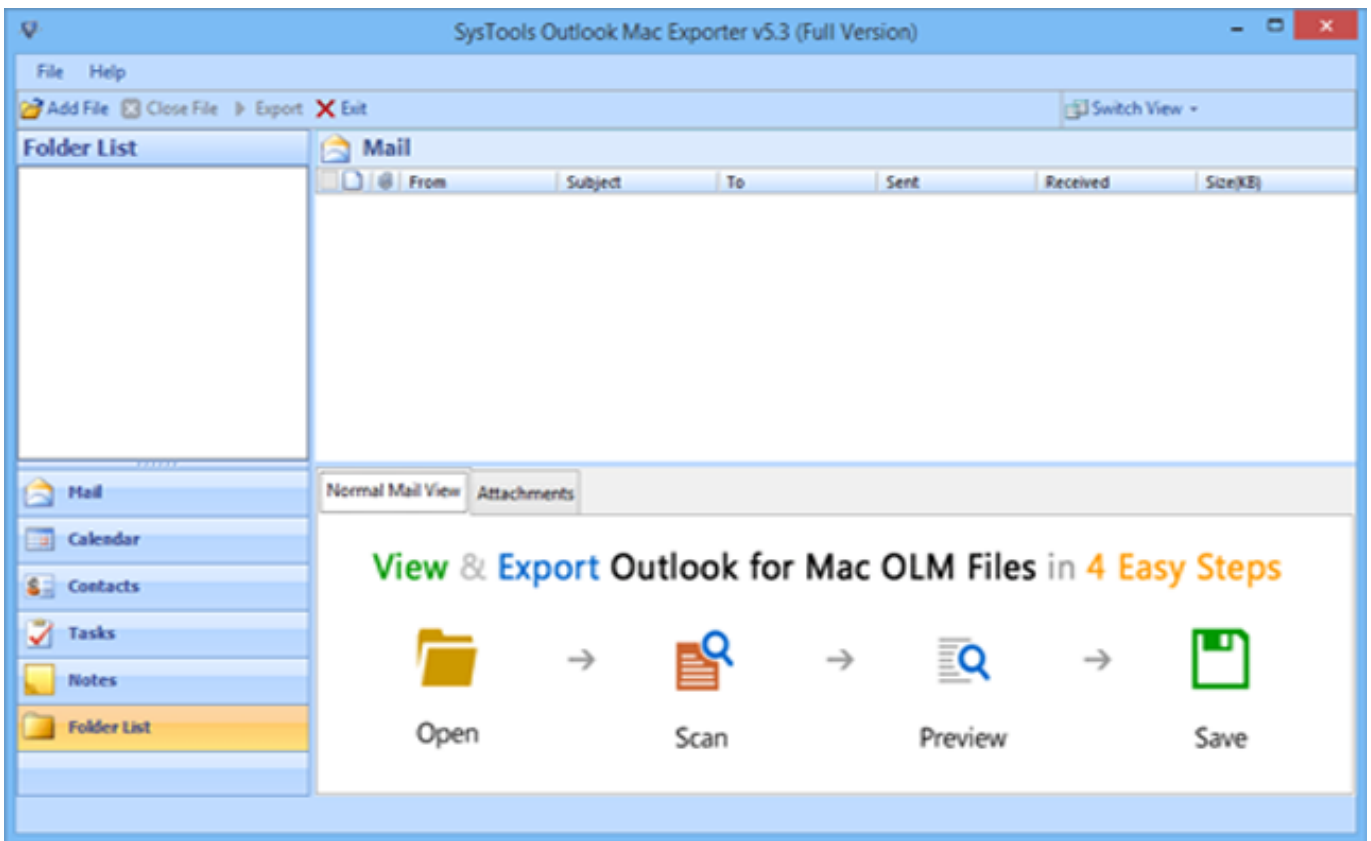 SysTools Outlook Mac Exporter v5.3 (Full Version)
File Help
Add File Close File Export Exit Switch View
Folder List
Mail
From Subject To Sent Received Size(KB)
Mail
Calendar
Contacts
Tasks
Notes
Folder List
Normal Mail View Attachments
View & Export Outlook for Mac OLM Files in 4 Easy Steps
Open Scan Preview Save